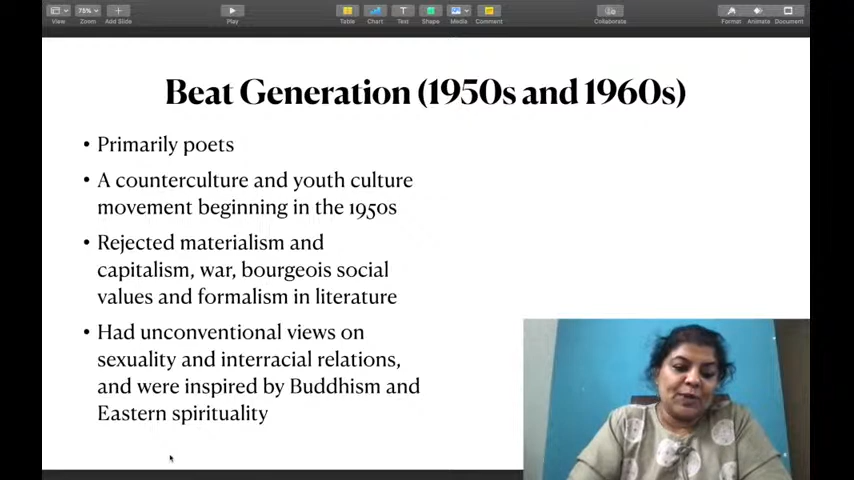 View
75%
Zoom
Add Slide
Play
Table
Chart
Text
Shape
Media
Comment
Collaborate
Format
Animate
Document
Beat Generation (1950s and 1960s)
• Primarily poets
• A counterculture and youth culture
movement beginning in the 1950s
• Rejected materialism and
capitalism, war, bourgeois social
values and formalism in literature
• Had unconventional views on
sexuality and interracial relations,
and were inspired by Buddhism and
Eastern spirituality